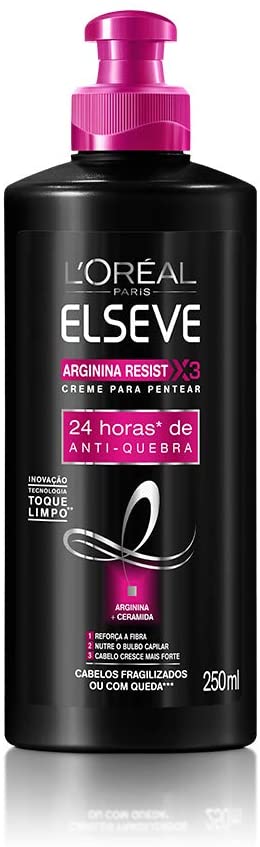 L'ORÉAL
PARIS
ELSEVE
ARGININA RESIST X3
CREME PARA PENTEAR
24 horas* de
ANTI-QUEBRA
INOVAÇÃO
TECNOLOGIA
TOQUE
LIMPO**
ARGININA
+ CERAMIDA
1 REFORÇA A FIBRA
2 NUTRE O BULBO CAPILAR
3 CABELO CRESCE MAIS FORTE
CABELOS FRAGILIZADOS
OU COM QUEDA***
250ml